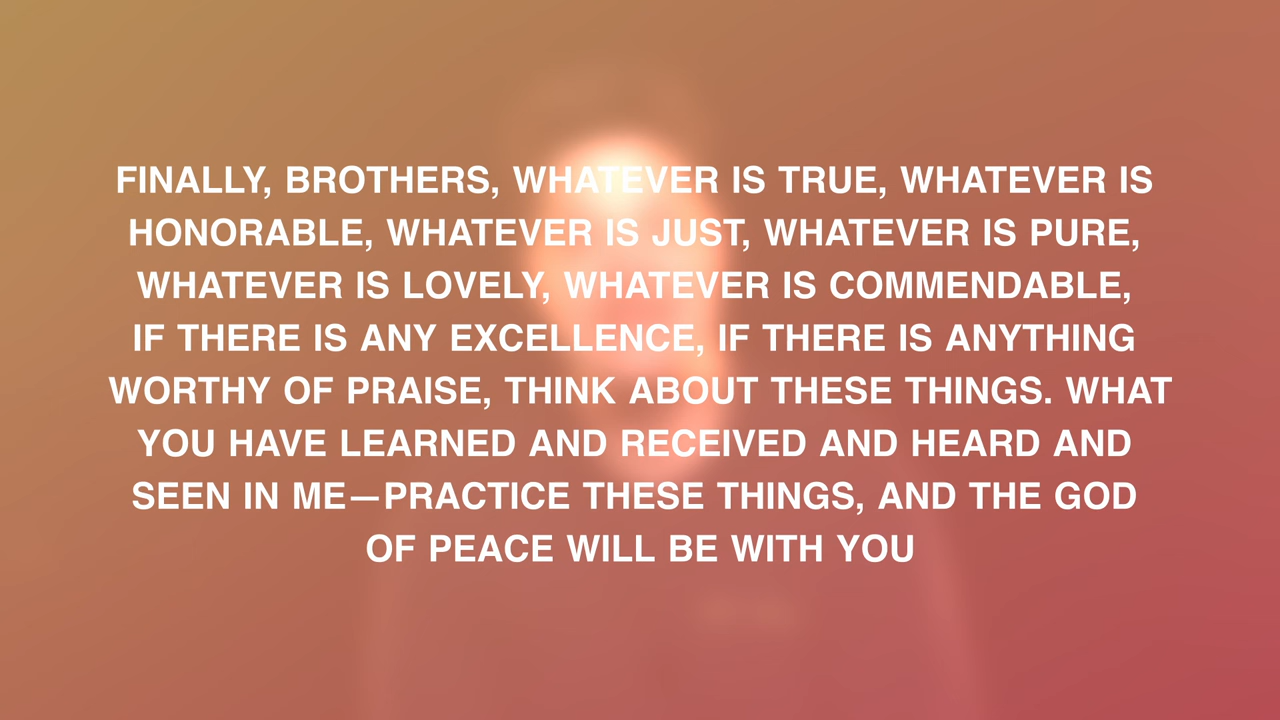 FINALLY, BROTHERS, WHATEVER IS TRUE, WHATEVER IS
HONORABLE, WHATEVER IS JUST, WHATEVER IS PURE,
WHATEVER IS LOVELY, WHATEVER IS COMMENDABLE,
IF THERE IS ANY EXCELLENCE, IF THERE IS ANYTHING
WORTHY OF PRAISE, THINK ABOUT THESE THINGS. WHAT
YOU HAVE LEARNED AND RECEIVED AND HEARD AND
SEEN IN ME—PRACTICE THESE THINGS, AND THE GOD
OF PEACE WILL BE WITH YOU